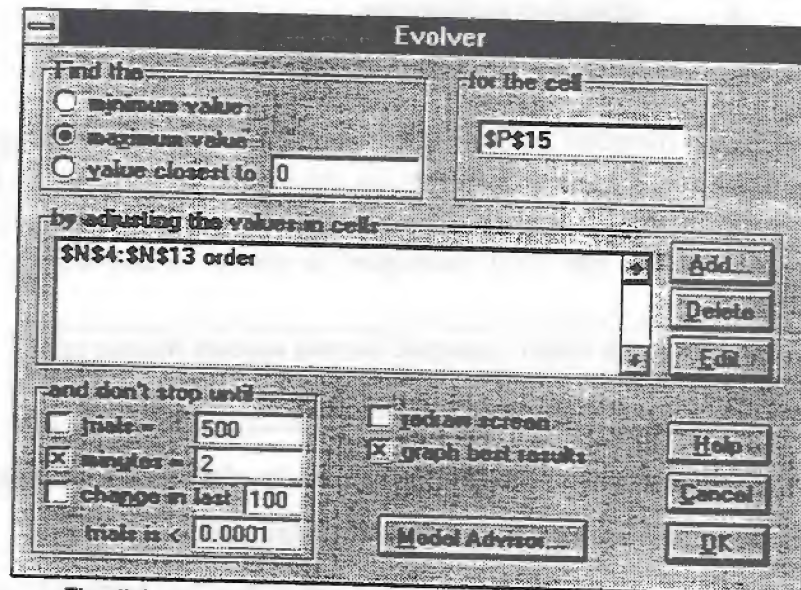 Evolver
Find the
minimum value
maximum value
value closest to 0
for the cell
$P$15
by adjusting the values in cells
$N$4:$N$13 order
Add...
Delete
Edit
and don't stop until
trials = 500
minutes = 2
change in last 100
trials is < 0.0001
redraw screen
graph best results
Model Advisor...
Help
Cancel
OK